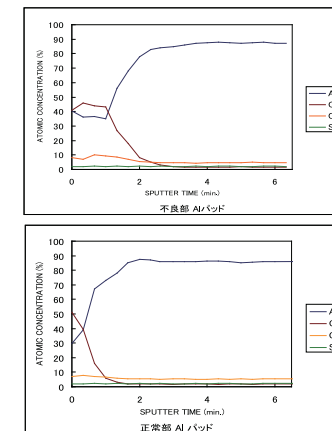 ATOMIC CONCENTRATION (%)
100
90
80
70
60
50
40
30
20
10
0
0 2 4 6
SPUTTER TIME (min.)
不良部 Alパッド
ATOMIC CONCENTRATION (%)
100
90
80
70
60
50
40
30
20
10
0
0 2 4 6
SPUTTER TIME (min.)
正常部 Al パッド